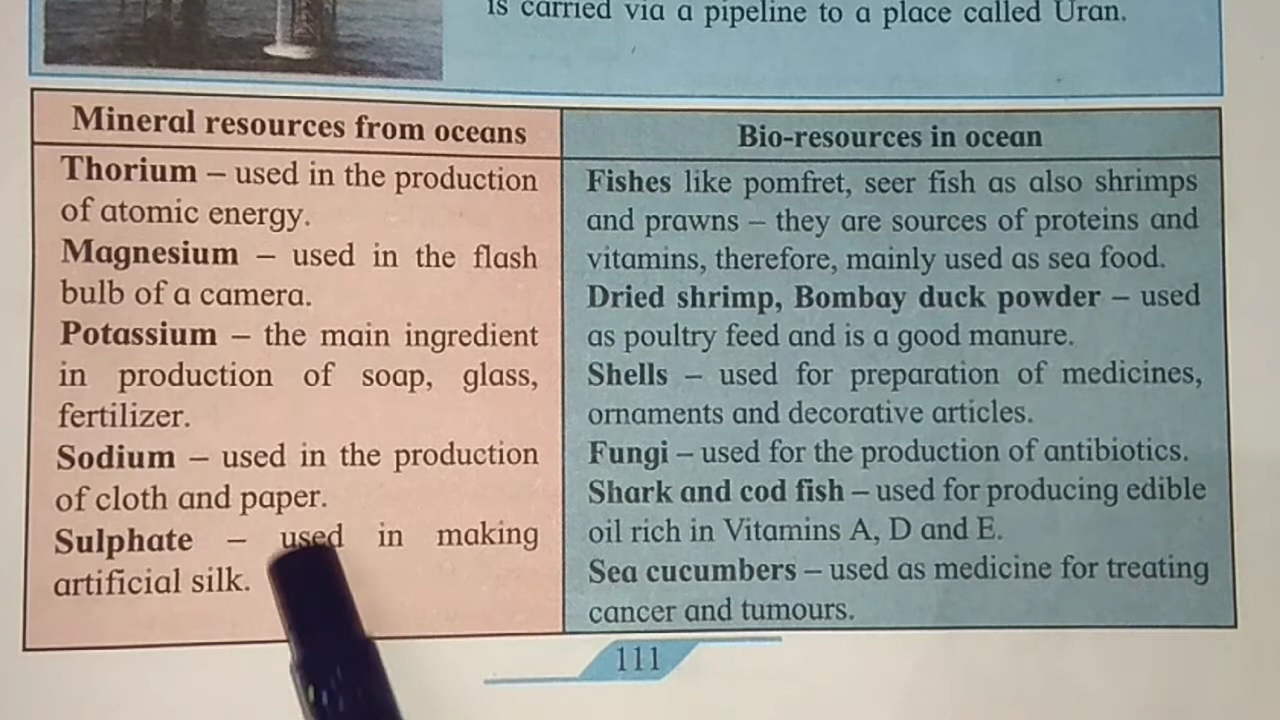 is carried via a pipeline to a place called Uran.
Mineral resources from oceans
Thorium – used in the production
of atomic energy.
Magnesium – used in the flash
bulb of a camera.
Potassium – the main ingredient
in production of soap, glass,
fertilizer.
Sodium – used in the production
of cloth and paper.
Sulphate – used in making
artificial silk.
Bio-resources in ocean
Fishes like pomfret, seer fish as also shrimps
and prawns – they are sources of proteins and
vitamins, therefore, mainly used as sea food.
Dried shrimp, Bombay duck powder – used
as poultry feed and is a good manure.
Shells – used for preparation of medicines,
ornaments and decorative articles.
Fungi – used for the production of antibiotics.
Shark and cod fish – used for producing edible
oil rich in Vitamins A, D and E.
Sea cucumbers – used as medicine for treating
cancer and tumours.
111